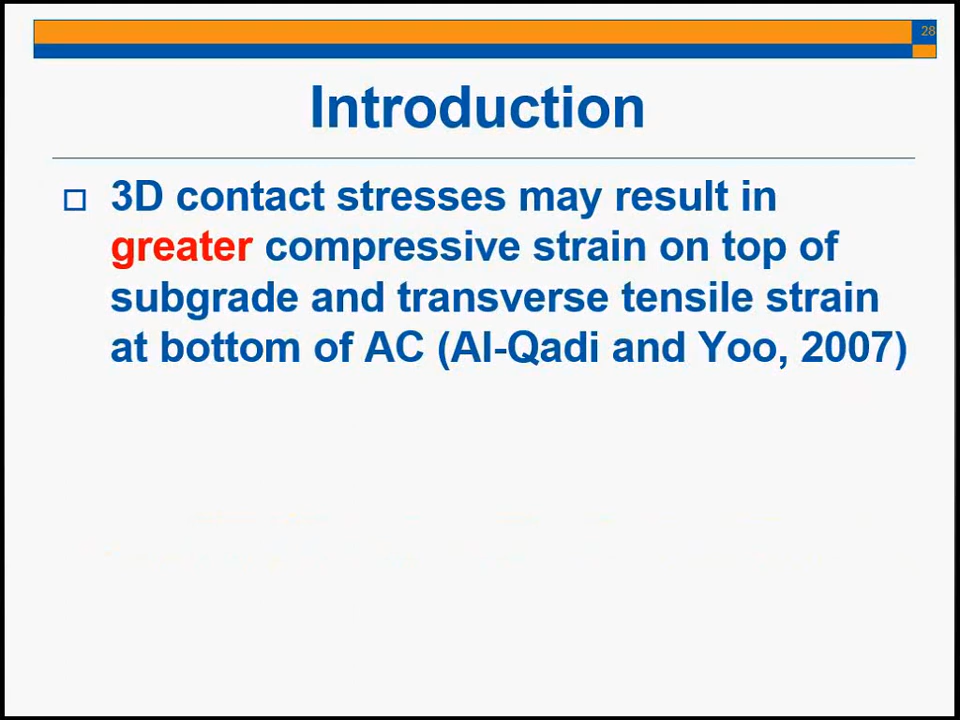 28
Introduction
3D contact stresses may result in
greater compressive strain on top of
subgrade and transverse tensile strain
at bottom of AC (Al-Qadi and Yoo, 2007)